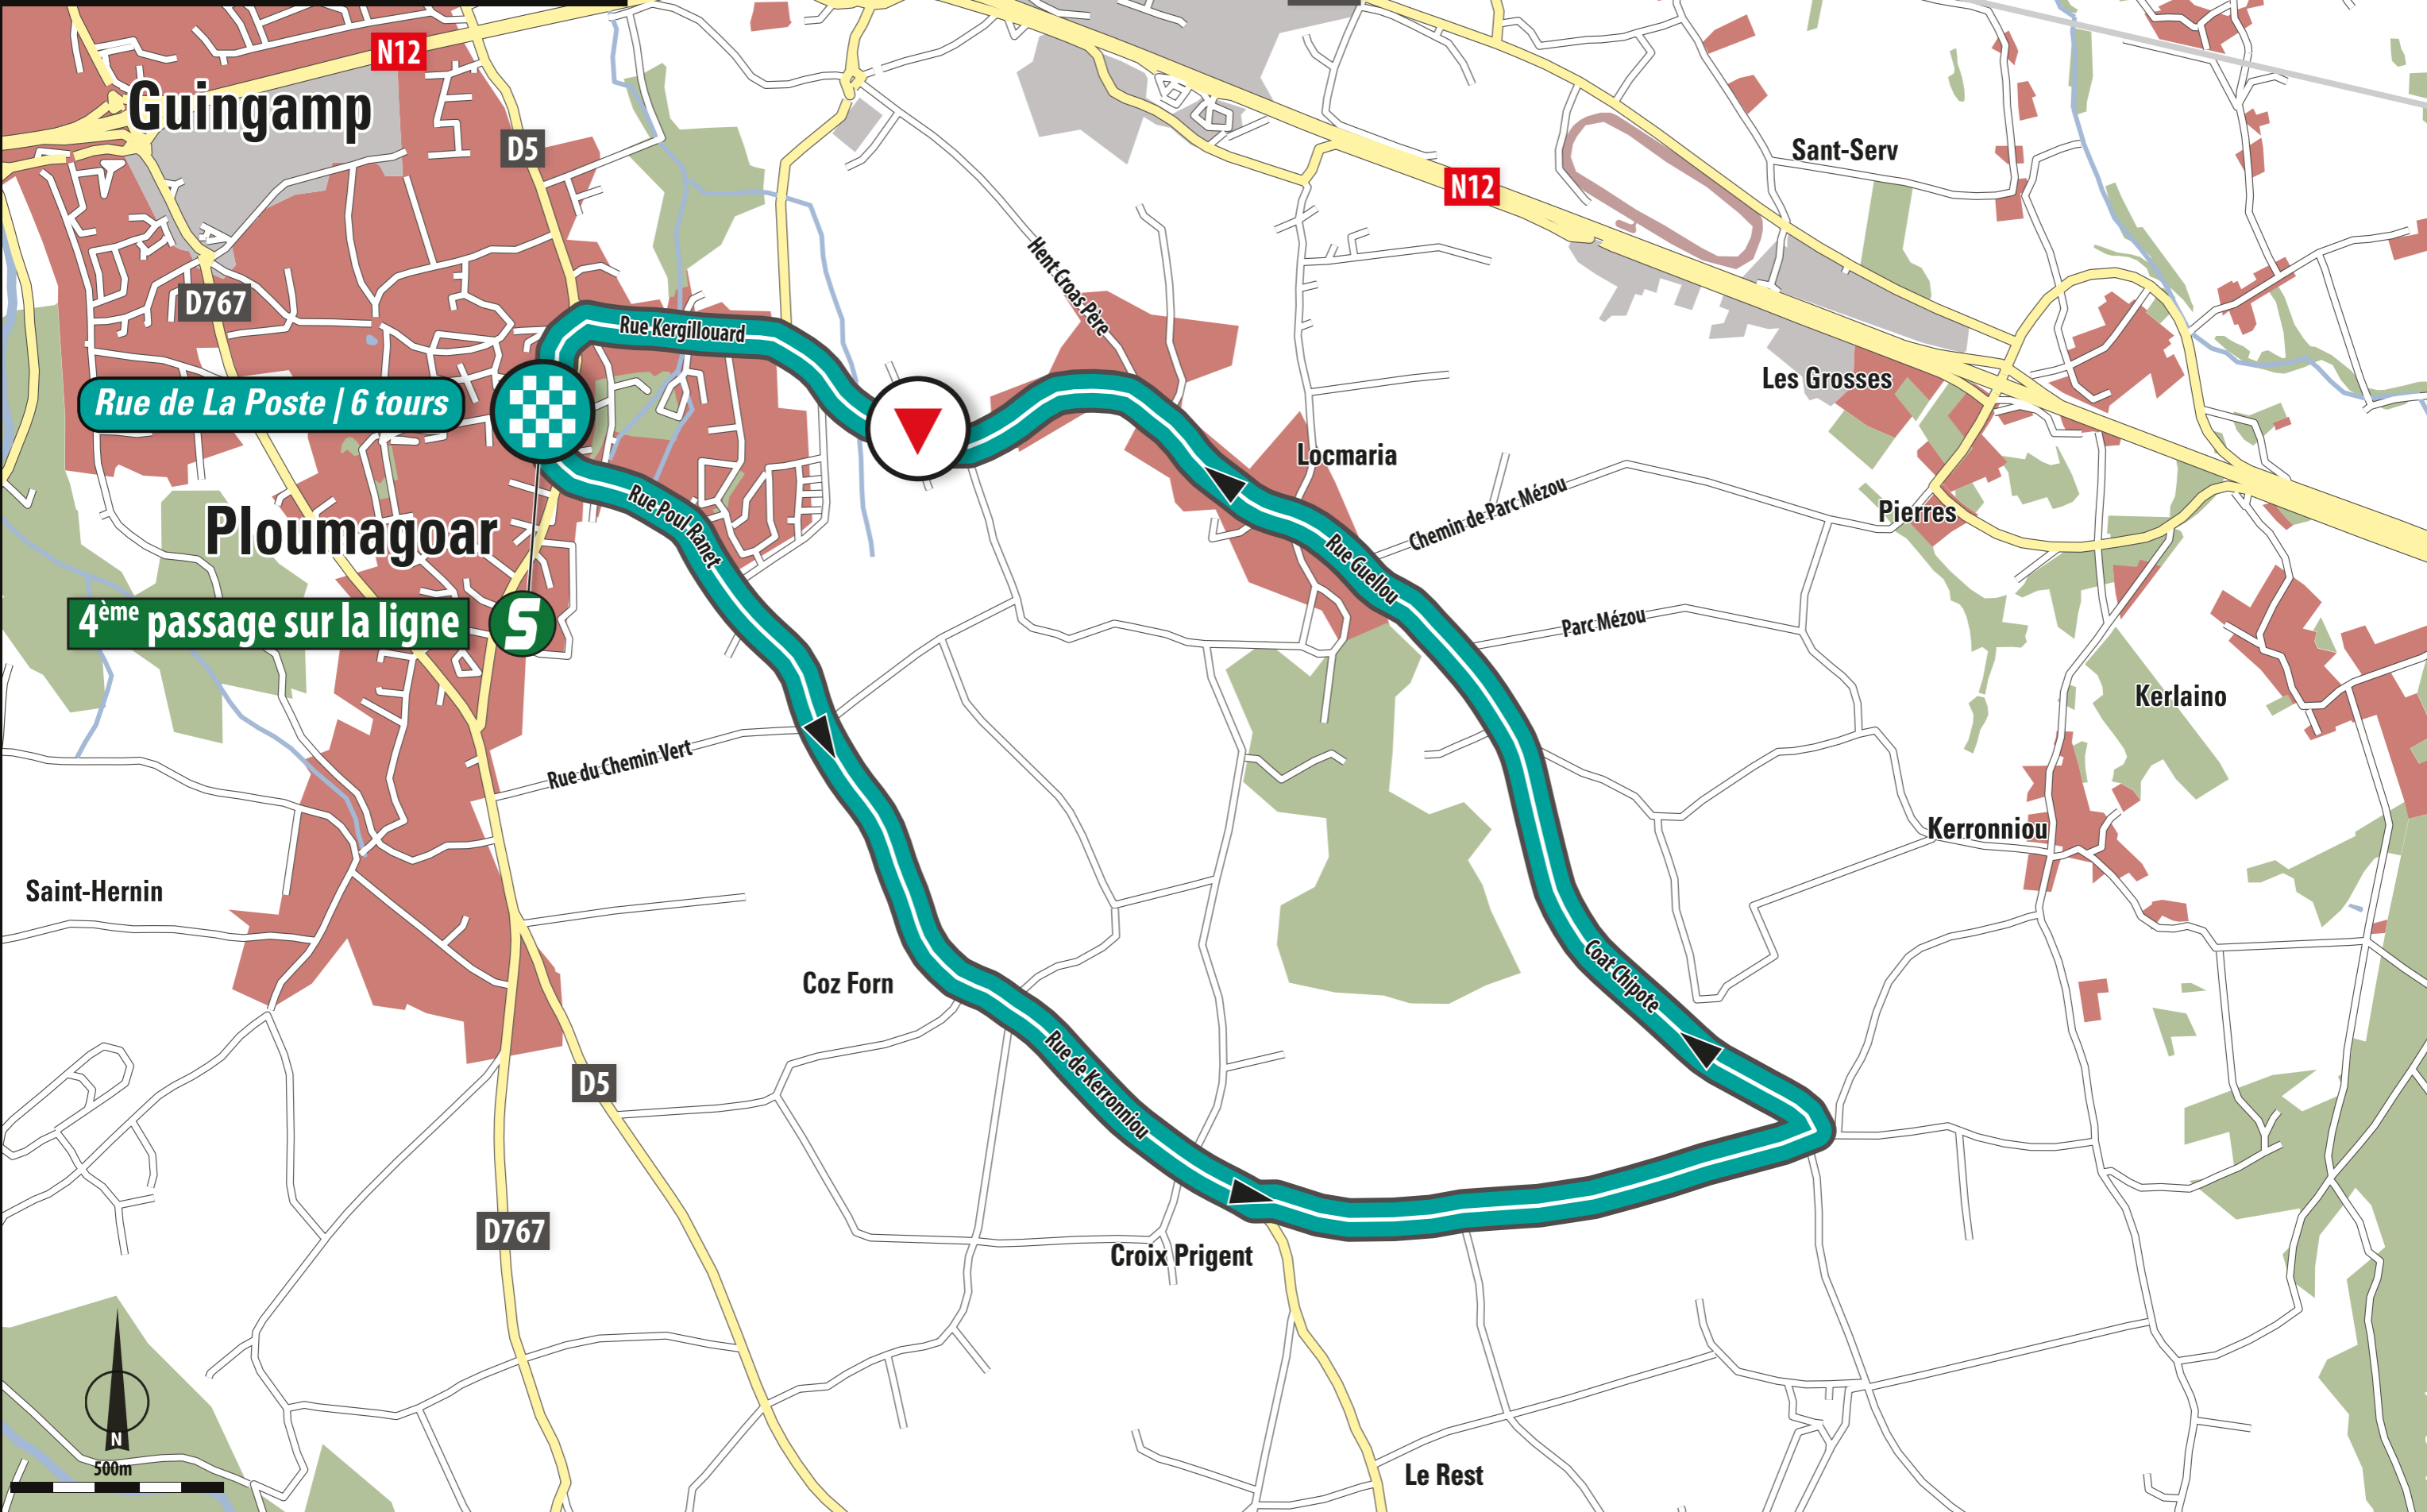 N12
Guingamp
D5
Sant-Serv
N12
Hent Croas Père
D767
Rue Kergillouard
Les Grosses
Rue de La Poste | 6 tours
Locmaria
Chemin de Parc Mézou
Pierres
Rue Poul Ranet
Ploumagoar
Rue Guellou
4ème passage sur la ligne
S
Parc Mézou
Kerlaino
Rue du Chemin Vert
Kerronniou
Saint-Hernin
Coz Forn
Coat Chipote
Rue de Kerronniou
D5
D767
Croix Prigent
N
500m
Le Rest